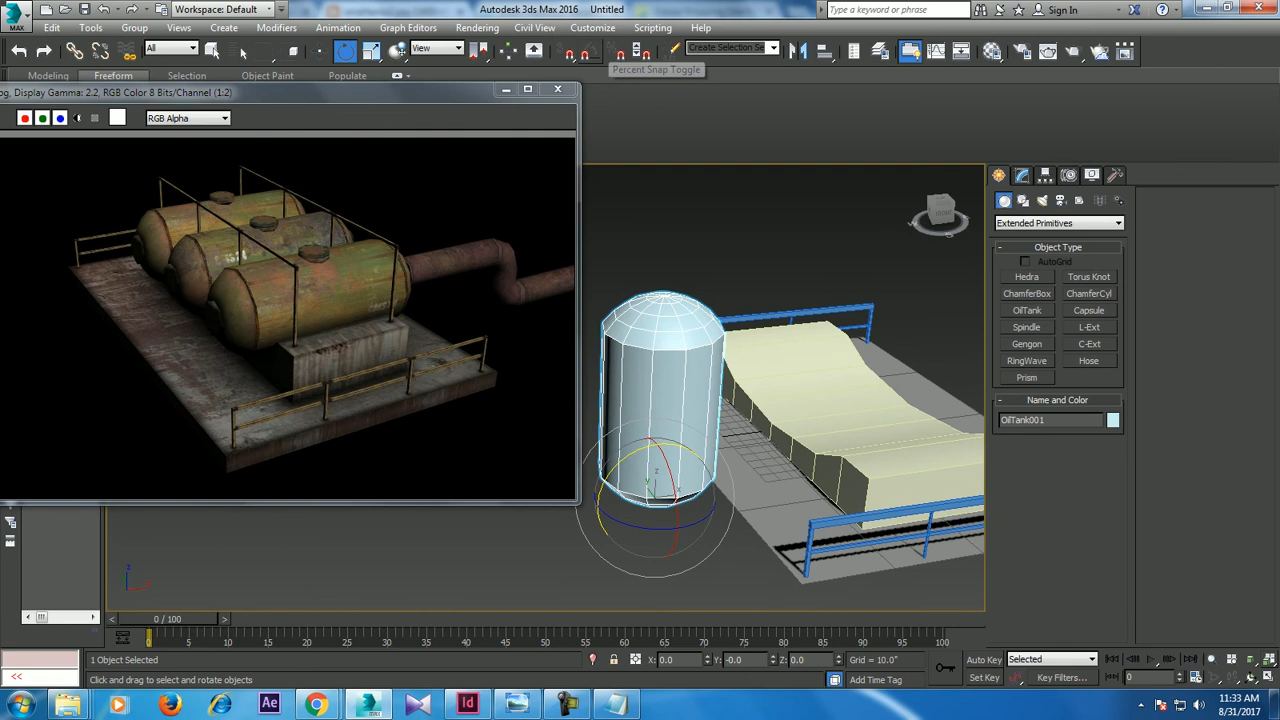 Workspace: Default
Autodesk 3ds Max 2016 Untitled
Type a keyword or phrase
Sign In
MAX
Edit Tools Group Views Create Modifiers Animation Graph Editors Rendering Civil View Customize Scripting Help
All
View
Create Selection Se
Percent Snap Toggle
Modeling Freeform Selection Object Paint Populate
og, Display Gamma: 2.2, RGB Color 8 Bits/Channel (1:2)
RGB Alpha
Extended Primitives
- Object Type
AutoGrid
Hedra Torus Knot
ChamferBox ChamferCyl
OilTank Capsule
Spindle L-Ext
Gengon C-Ext
RingWave Hose
Prism
- Name and Color
OilTank001
z
y
x
z
x
0 / 100
0 5 10 15 20 25 30 35 40 45 50 55 60 65 70 75 80 85 90 95 100
1 Object Selected
X: 0.0 Y: -0.0 Z: 0.0
Grid = 10.0"
Auto Key Selected
<<
Click and drag to select and rotate objects
Add Time Tag
Set Key Key Filters...
0
Ae
MAX
Id
11:33 AM
8/31/2017